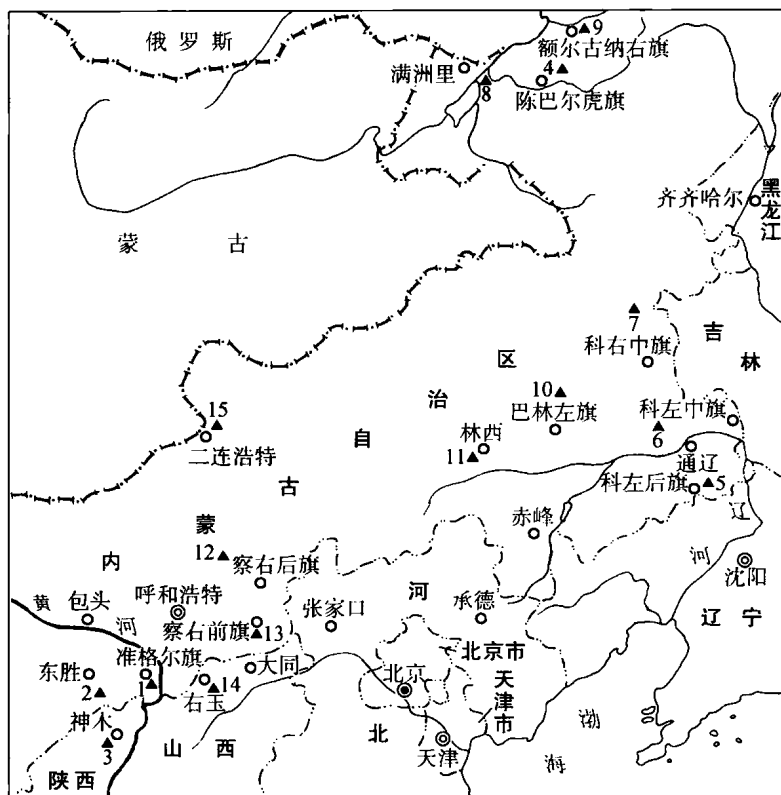 俄罗斯
9
额尔古纳右旗
满洲里
4
8
陈巴尔虎旗
齐齐哈尔
黑龙江
蒙古
7
吉林
科右中旗
区
10
15
治
巴林左旗
科左中旗
林西
6
二连浩特
自
11
通辽
古
科左后旗
5
辽
赤峰
蒙
12
察右后旗
内
河
河
沈阳
呼和浩特
黄
包头
河
张家口
承德
辽宁
察右前旗
13
北京市
准格尔旗
大同
东胜
1
14
北京
天津市
2
右玉
渤
神木
3
山西
北
天津
海
陕西